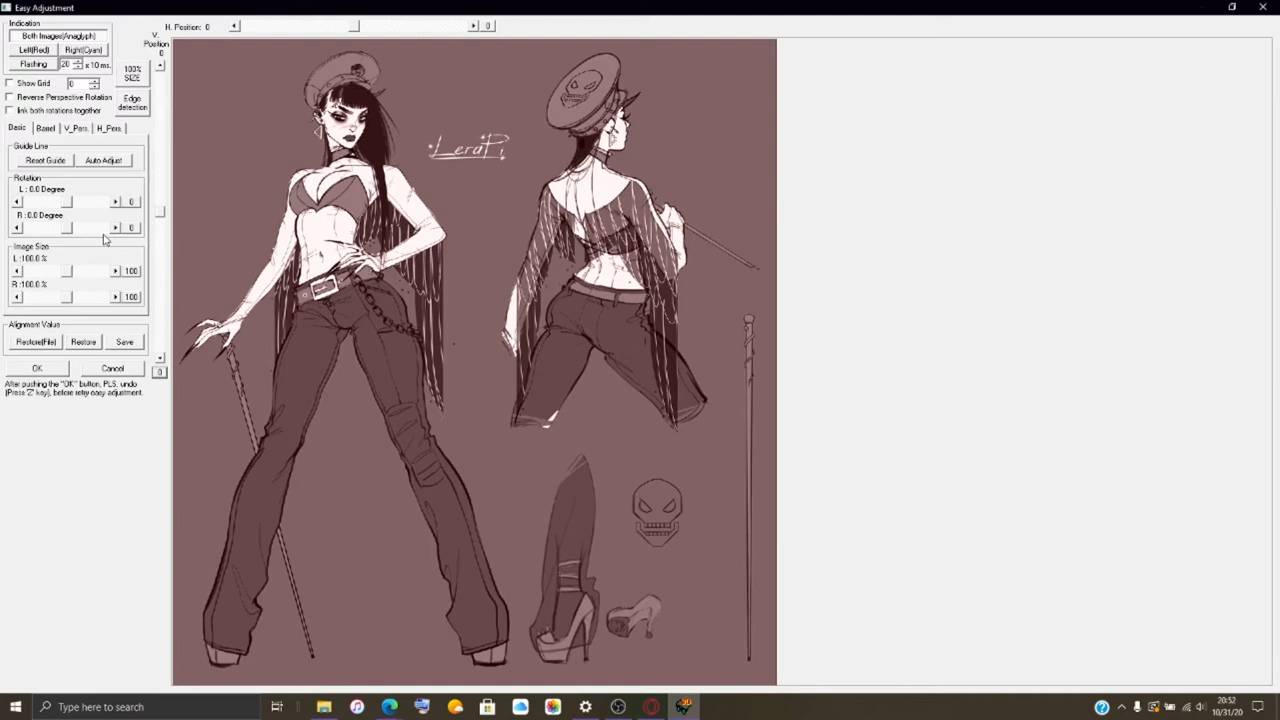 Easy Adjustment
Indication
Both Images(Anaglyph)
Left(Red) Right(Cyan)
Flashing 20 x 10 ms.
Show Grid 0
Reverse Perspective Rotation
link both rotations together
V. Position 0
100% SIZE
Edge detection
H. Position: 0
0
Basic Barrel V_Pers. H_Pers.
Guide Line
Reset Guide Auto Adjust
Rotation
L : 0.0 Degree
0
R : 0.0 Degree
0
Image Size
L :100.0 %
100
R :100.0 %
100
Alignment Value
Restore(File) Restore Save
OK Cancel 0
After pushing the "OK" button, PLS. undo
(Press 'Z' key), before retry easy adjustment.
LeraPi
Type here to search
20:52
10/31/20